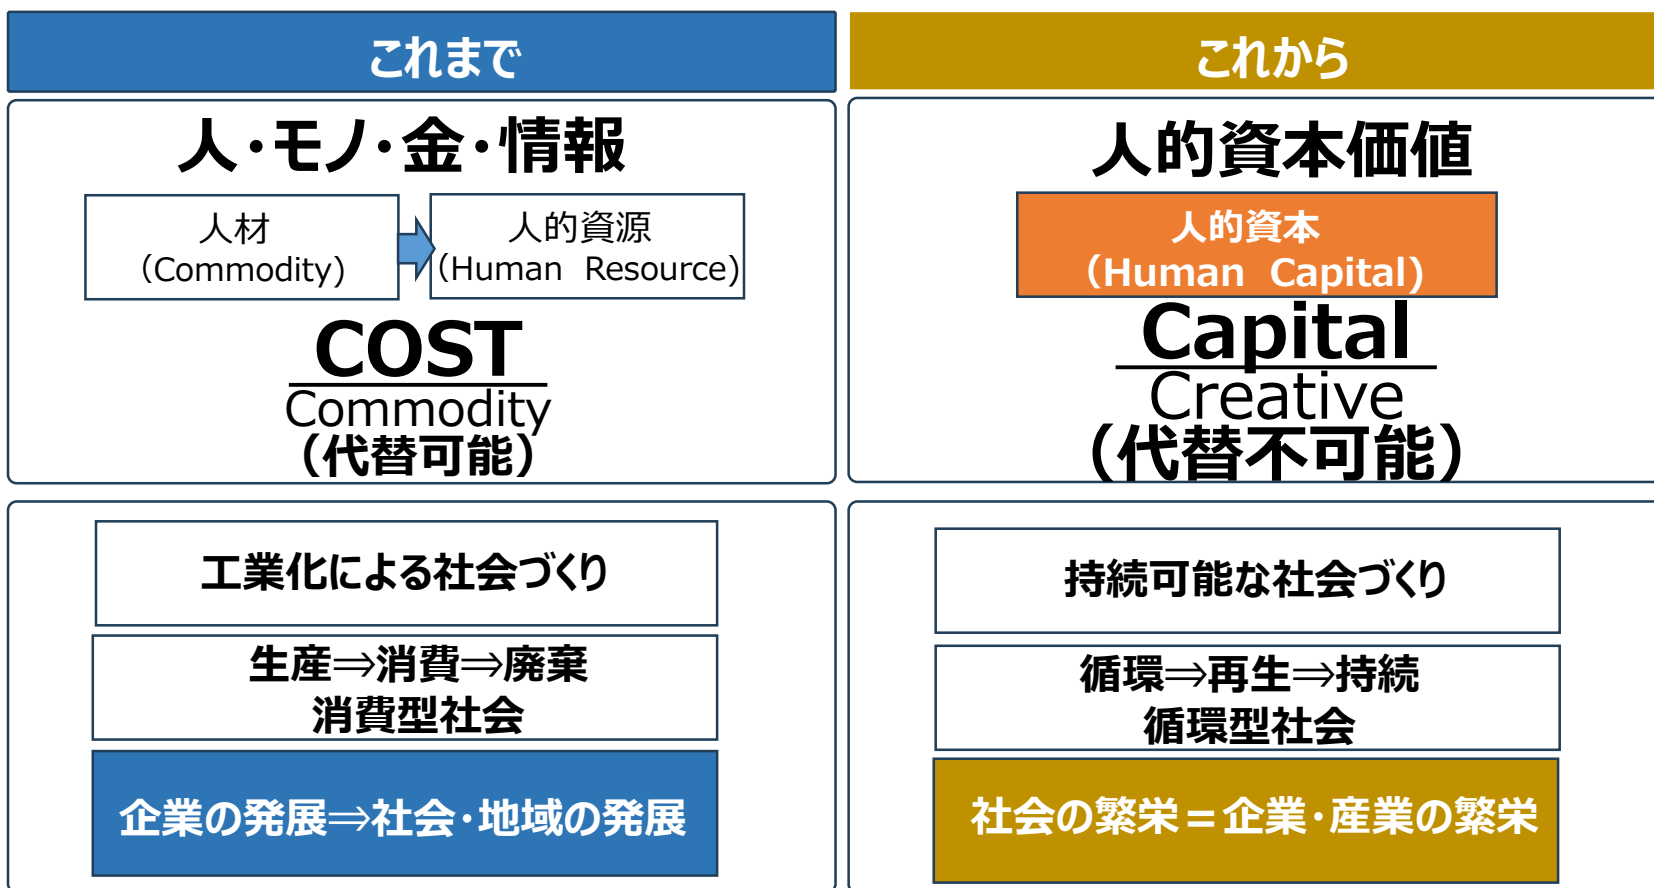 これまで
人・モノ・金・情報
人材
(Commodity)
人的資源
(Human Resource)
COST
Commodity
（代替可能）
工業化による社会づくり
生産⇒消費⇒廃棄
消費型社会
企業の発展⇒社会・地域の発展
これから
人的資本価値
人的資本
(Human Capital)
Capital
Creative
（代替不可能）
持続可能な社会づくり
循環⇒再生⇒持続
循環型社会
社会の繁栄＝企業・産業の繁栄